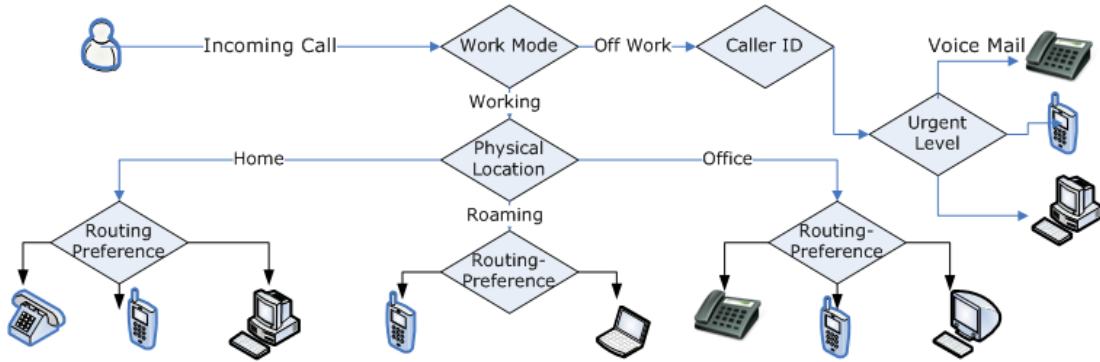 Incoming Call
Work Mode
Off Work
Caller ID
Voice Mail
Working
Urgent
Level
Home
Physical
Location
Office
Roaming
Routing
Preference
Routing-
Preference
Routing-
Preference